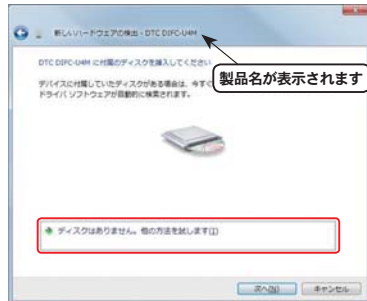 新しいハードウェアの検出 - DTC DIFC-U4M
DTC DIFC-U4M に付属のディスクを挿入してください
製品名が表示されます
デバイスに付属していたディスクがある場合は、今すぐ
ドライバ ソフトウェアが自動的に検索されます。
ディスクはありません。他の方法を試します(I)
次へ(N)
キャンセル